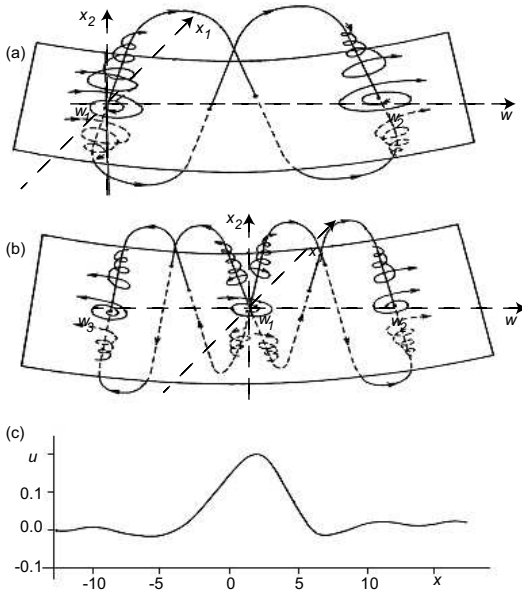 (a)
x₂
x₁
w₁
w₂
w
(b)
x₂
x₁
w₃
w₁
w₂
w
(c)
u
0.1
0.0
-0.1
-10 -5 0 5 10 x